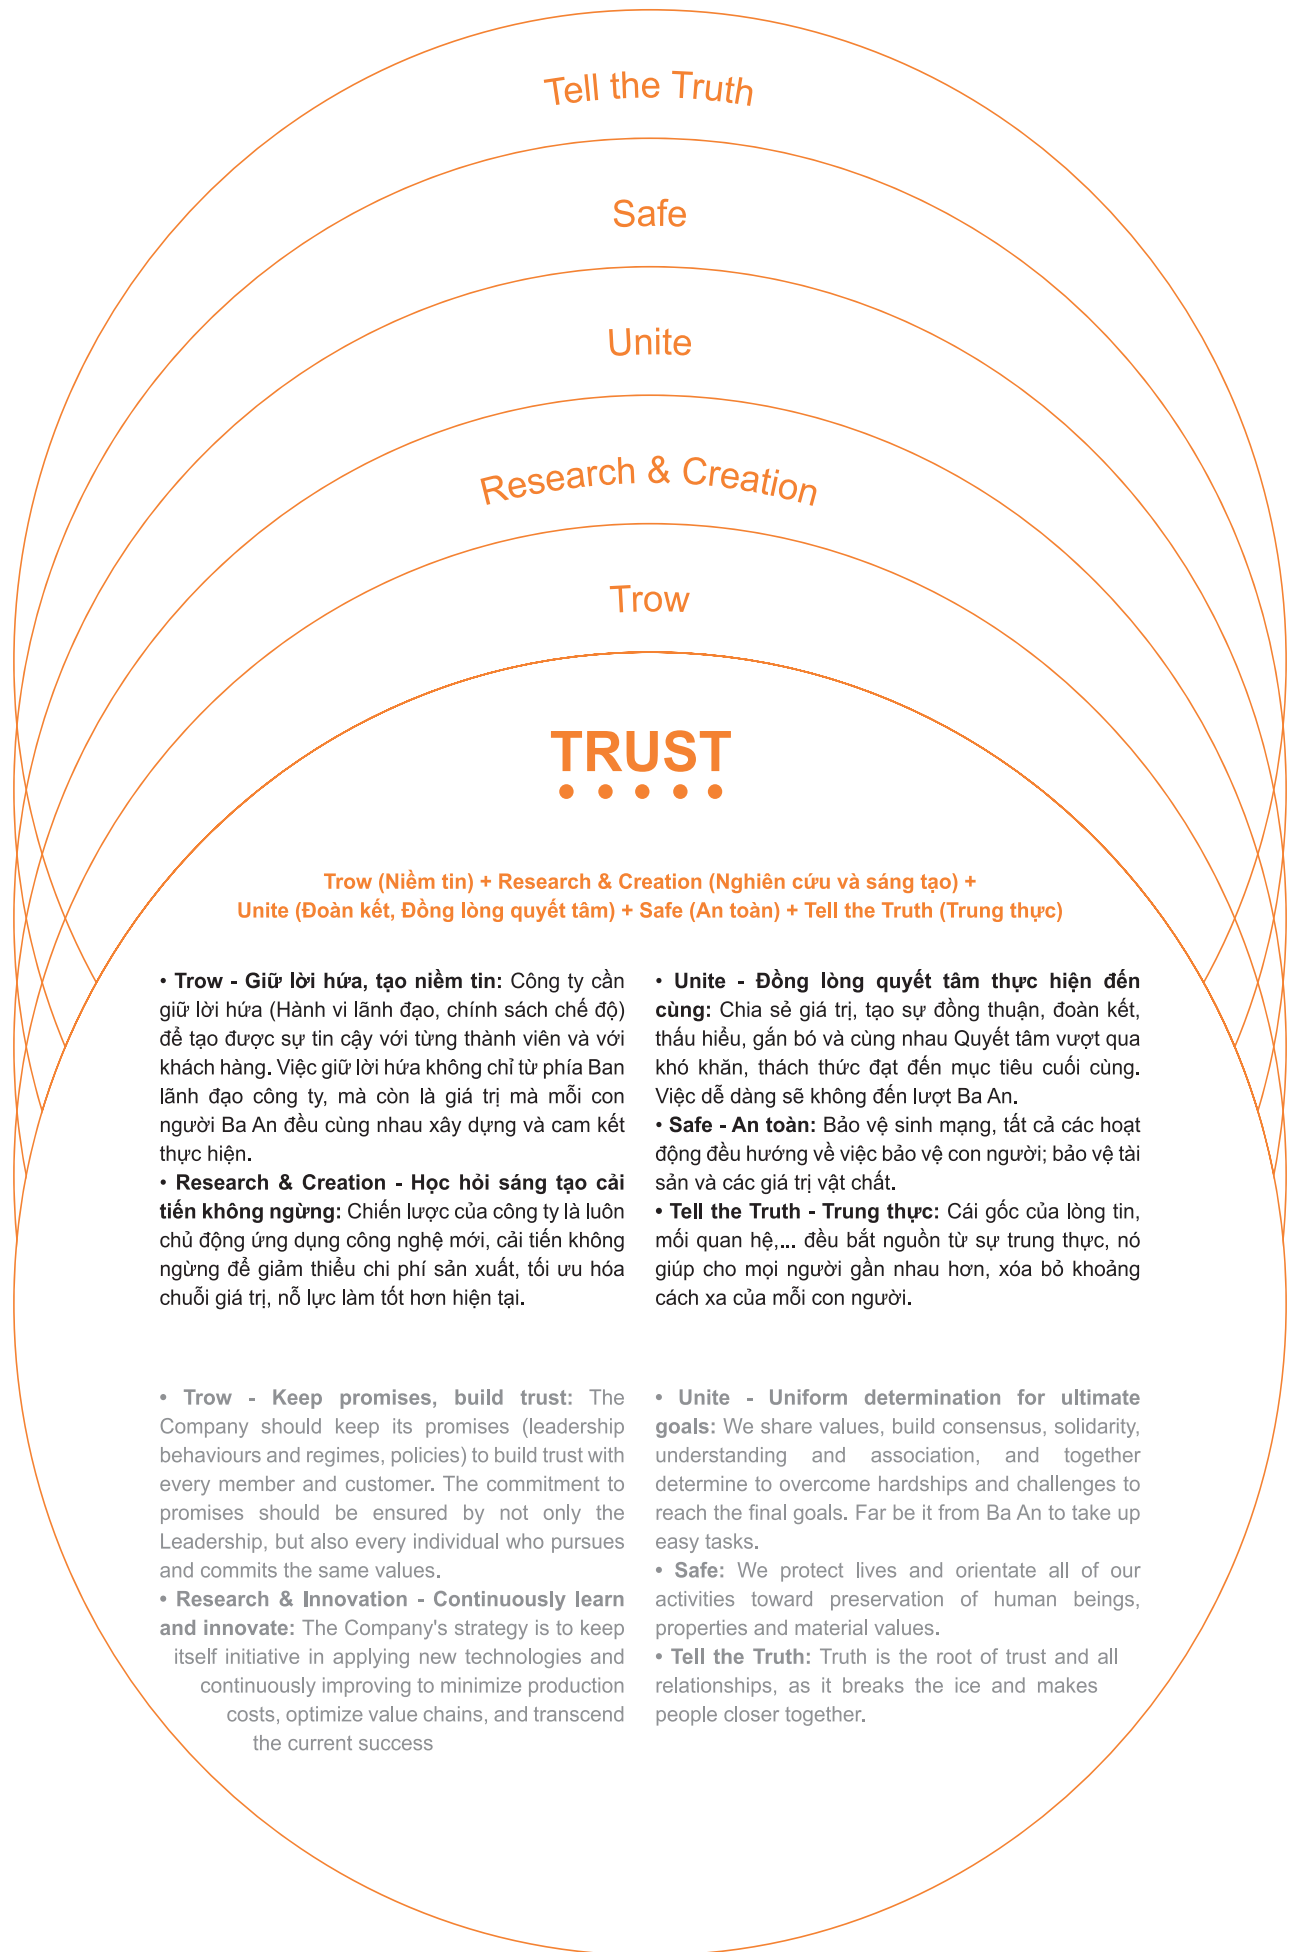 Tell the Truth
Safe
Unite
Research & Creation
Trow
TRUST
Trow (Niềm tin) + Research & Creation (Nghiên cứu và sáng tạo) +
Unite (Đoàn kết, Đồng lòng quyết tâm) + Safe (An toàn) + Tell the Truth (Trung thực)
• Trow - Giữ lời hứa, tạo niềm tin: Công ty cần
giữ lời hứa (Hành vi lãnh đạo, chính sách chế độ)
để tạo được sự tin cậy với từng thành viên và với
khách hàng. Việc giữ lời hứa không chỉ từ phía Ban
lãnh đạo công ty, mà còn là giá trị mà mỗi con
người Ba An đều cùng nhau xây dựng và cam kết
thực hiện.
• Research & Creation - Học hỏi sáng tạo cải
tiến không ngừng: Chiến lược của công ty là luôn
chủ động ứng dụng công nghệ mới, cải tiến không
ngừng để giảm thiểu chi phí sản xuất, tối ưu hóa
chuỗi giá trị, nỗ lực làm tốt hơn hiện tại.
• Unite - Đồng lòng quyết tâm thực hiện đến
cùng: Chia sẻ giá trị, tạo sự đồng thuận, đoàn kết,
thấu hiểu, gắn bó và cùng nhau Quyết tâm vượt qua
khó khăn, thách thức đạt đến mục tiêu cuối cùng.
Việc dễ dàng sẽ không đến lượt Ba An.
• Safe - An toàn: Bảo vệ sinh mạng, tất cả các hoạt
động đều hướng về việc bảo vệ con người; bảo vệ tài
sản và các giá trị vật chất.
• Tell the Truth - Trung thực: Cái gốc của lòng tin,
mối quan hệ,... đều bắt nguồn từ sự trung thực, nó
giúp cho mọi người gần nhau hơn, xóa bỏ khoảng
cách xa của mỗi con người.
• Trow - Keep promises, build trust: The
Company should keep its promises (leadership
behaviours and regimes, policies) to build trust with
every member and customer. The commitment to
promises should be ensured by not only the
Leadership, but also every individual who pursues
and commits the same values.
• Research & Innovation - Continuously learn
and innovate: The Company's strategy is to keep
itself initiative in applying new technologies and
continuously improving to minimize production
costs, optimize value chains, and transcend
the current success
• Unite - Uniform determination for ultimate
goals: We share values, build consensus, solidarity,
understanding and association, and together
determine to overcome hardships and challenges to
reach the final goals. Far be it from Ba An to take up
easy tasks.
• Safe: We protect lives and orientate all of our
activities toward preservation of human beings,
properties and material values.
• Tell the Truth: Truth is the root of trust and all
relationships, as it breaks the ice and makes
people closer together.